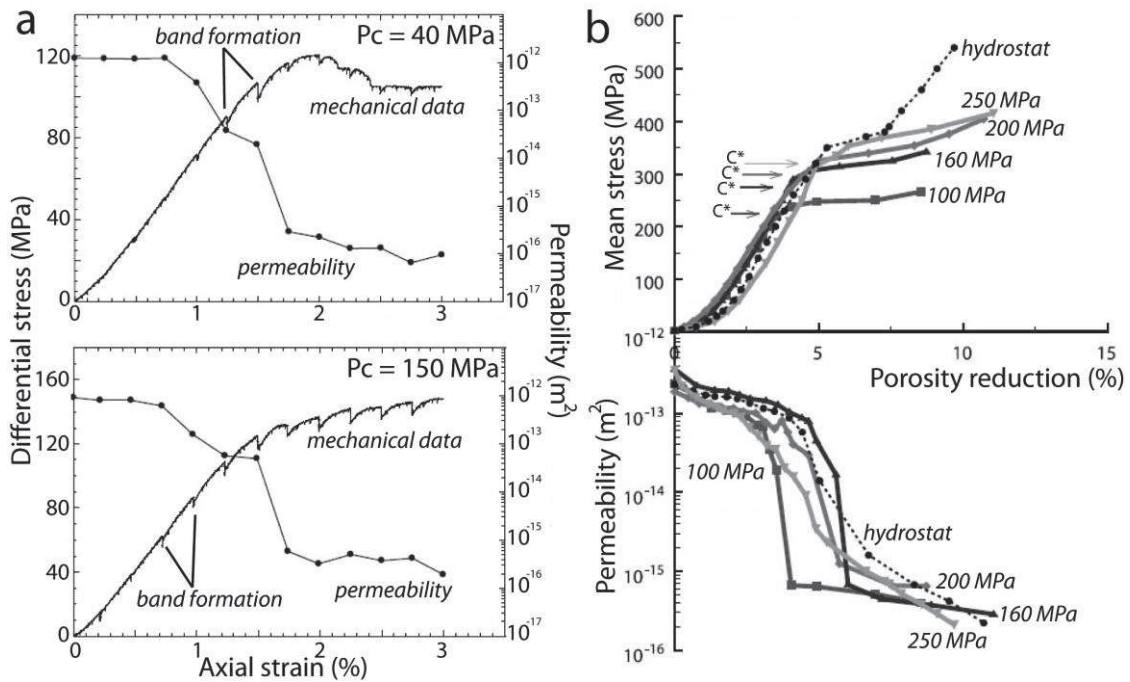 a
Pc = 40 MPa
band formation
mechanical data
permeability
120
80
40
0
10-12
10-13
10-14
10-15
10-16
10-17
0 1 2 3
Pc = 150 MPa
mechanical data
band formation
permeability
160
120
80
40
0
10-12
10-13
10-14
10-15
10-16
10-17
0 1 2 3
Axial strain (%)
Differential stress (MPa)
Permeability (m2)
b
hydrostat
250 MPa
200 MPa
160 MPa
100 MPa
C*
C*
C*
C*
600
500
400
300
200
100
Mean stress (MPa)
10-12
0 5 10 15
Porosity reduction (%)
10-13
10-14
10-15
10-16
Permeability (m2)
100 MPa
hydrostat
200 MPa
160 MPa
250 MPa